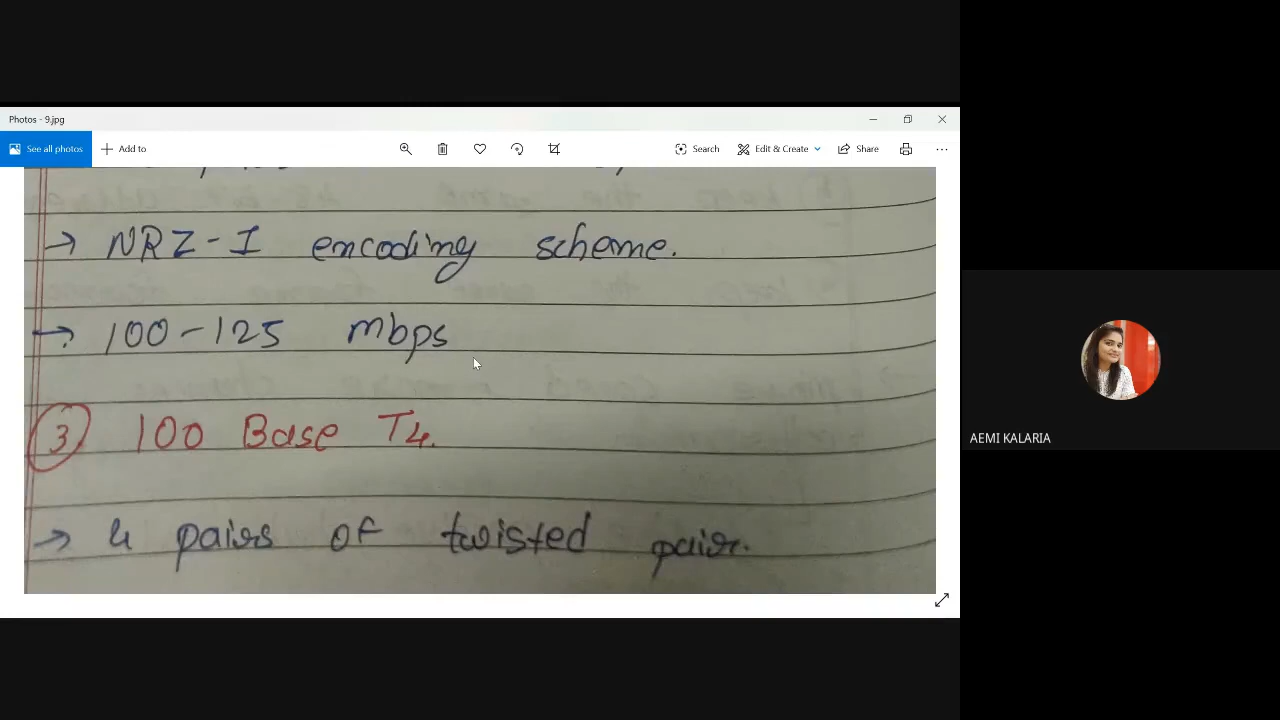 Photos - 9.jpg
See all photos
Add to
Search
Edit & Create
Share
→ NRZ-I encoding scheme.
→ 100-125 mbps
3 100 Base T4.
→ 4 pairs of twisted pair.
AEMI KALARIA